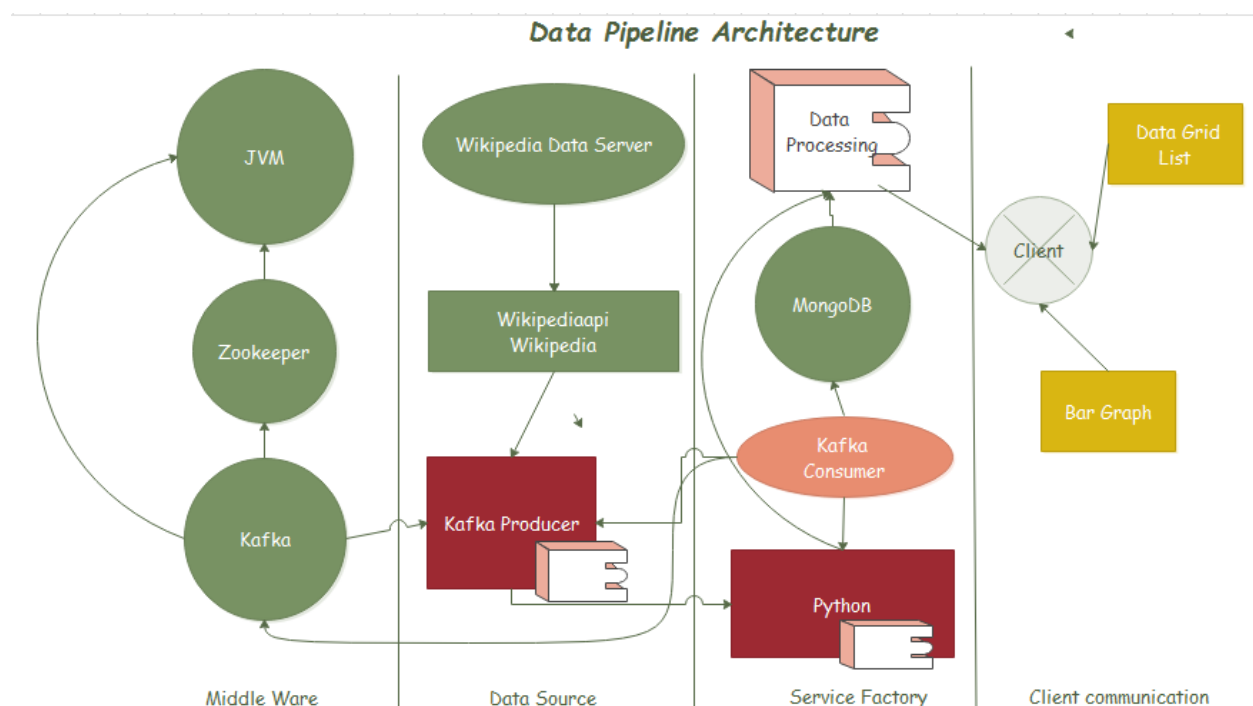 Data Pipeline Architecture
JVM
Zookeeper
Kafka
Middle Ware
Wikipedia Data Server
Wikipediaapi
Wikipedia
Kafka Producer
Data Source
Data
Processing
MongoDB
Kafka
Consumer
Python
Service Factory
Data Grid
List
Client
Bar Graph
Client communication